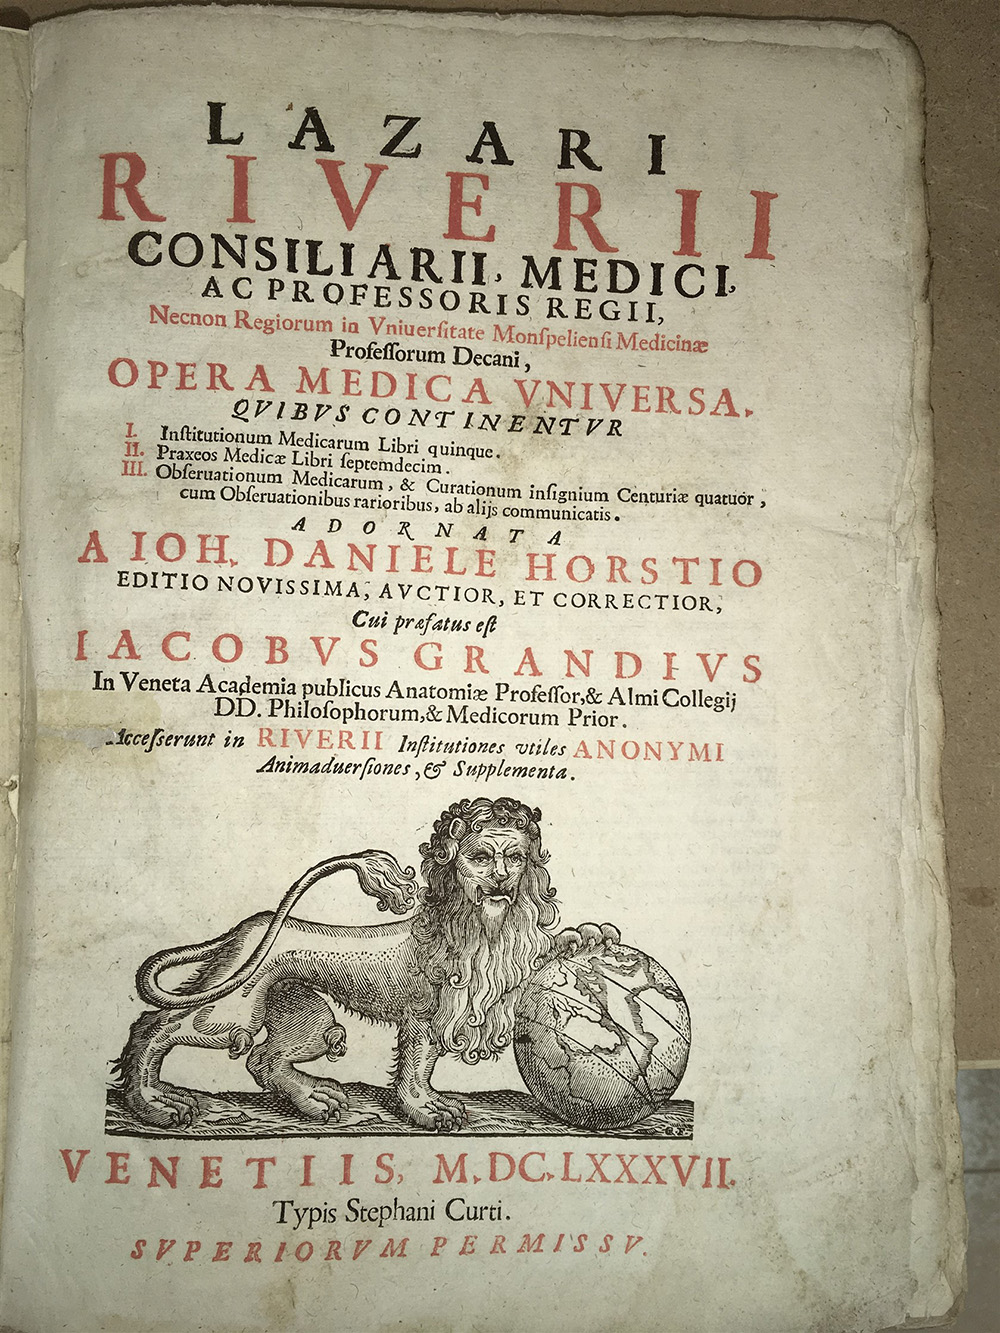 LAZARI
RIVERII
CONSILIARII, MEDICI,
AC PROFESSORIS REGII,
Necnon Regiorum in Vniuerſitate Monſpelienſi Medicinæ
Profeſſorum Decani,
OPERA MEDICA VNIVERSA.
QVIBVS CONTINENTVR
I. Inſtitutionum Medicarum Libri quinque.
II. Praxeos Medicæ Libri ſeptemdecim.
III. Obſeruationum Medicarum, & Curationum inſignium Centuriæ quatuor,
cum Obſeruationibus rarioribus, ab alijs communicatis.
ADORNATA
A IOH. DANIELE HORSTIO
EDITIO NOVISSIMA, AVCTIOR, ET CORRECTIOR,
Cui præfatus eſt
IACOBVS GRANDIVS
In Veneta Academia publicus Anatomiæ Profeſſor, & Almi Collegij
DD. Philoſophorum, & Medicorum Prior.
Acceſſerunt in RIVERII Inſtitutiones vtiles ANONYMI
Animaduerſiones, & Supplementa.
VENETIIS, M.DC.LXXXVII.
Typis Stephani Curti.
SVPERIORVM PERMISSV.